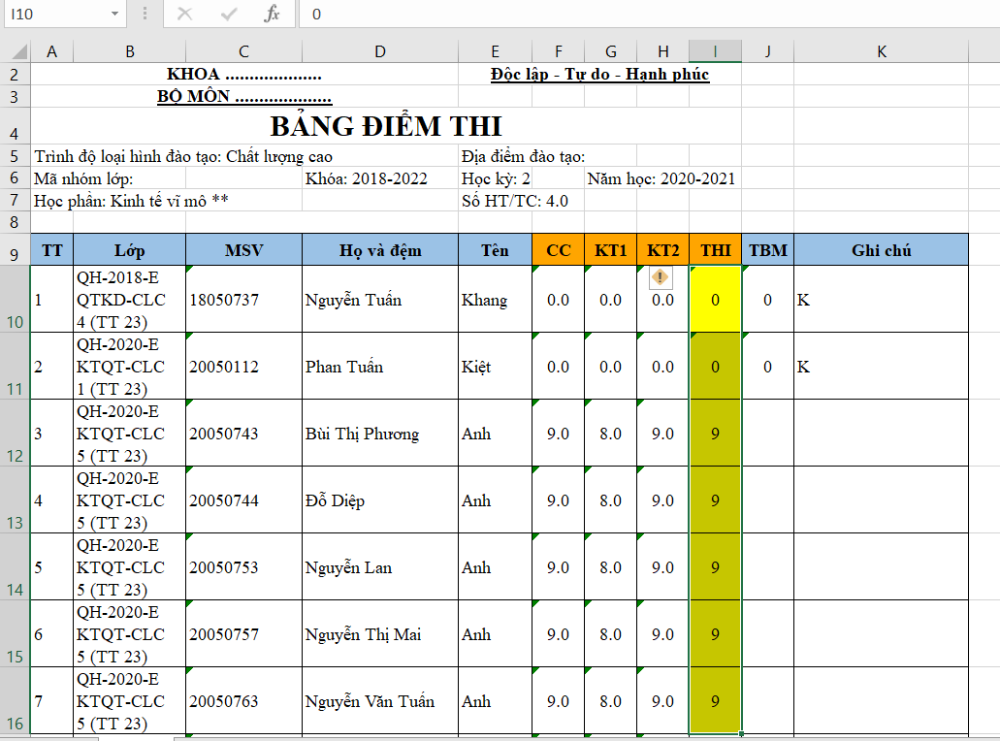 I10 fx 0
A B C D E F G H I J K
2 KHOA .................... Độc lập - Tự do - Hạnh phúc
3 BỘ MÔN ....................
4 BẢNG ĐIỂM THI
5 Trình độ loại hình đào tạo: Chất lượng cao Địa điểm đào tạo:
6 Mã nhóm lớp: Khóa: 2018-2022 Học kỳ: 2 Năm học: 2020-2021
7 Học phần: Kinh tế vĩ mô ** Số HT/TC: 4.0
8
9 TT Lớp MSV Họ và đệm Tên CC KT1 KT2 THI TBM Ghi chú
QH-2018-E
1 QTKD-CLC 18050737 Nguyễn Tuấn Khang 0.0 0.0 0.0 0 0 K
10 4 (TT 23)
QH-2020-E
2 KTQT-CLC 20050112 Phan Tuấn Kiệt 0.0 0.0 0.0 0 0 K
11 1 (TT 23)
QH-2020-E
3 KTQT-CLC 20050743 Bùi Thị Phương Anh 9.0 8.0 9.0 9
12 5 (TT 23)
QH-2020-E
4 KTQT-CLC 20050744 Đỗ Diệp Anh 9.0 8.0 9.0 9
13 5 (TT 23)
QH-2020-E
5 KTQT-CLC 20050753 Nguyễn Lan Anh 9.0 8.0 9.0 9
14 5 (TT 23)
QH-2020-E
6 KTQT-CLC 20050757 Nguyễn Thị Mai Anh 9.0 8.0 9.0 9
15 5 (TT 23)
QH-2020-E
7 KTQT-CLC 20050763 Nguyễn Văn Tuấn Anh 9.0 8.0 9.0 9
16 5 (TT 23)